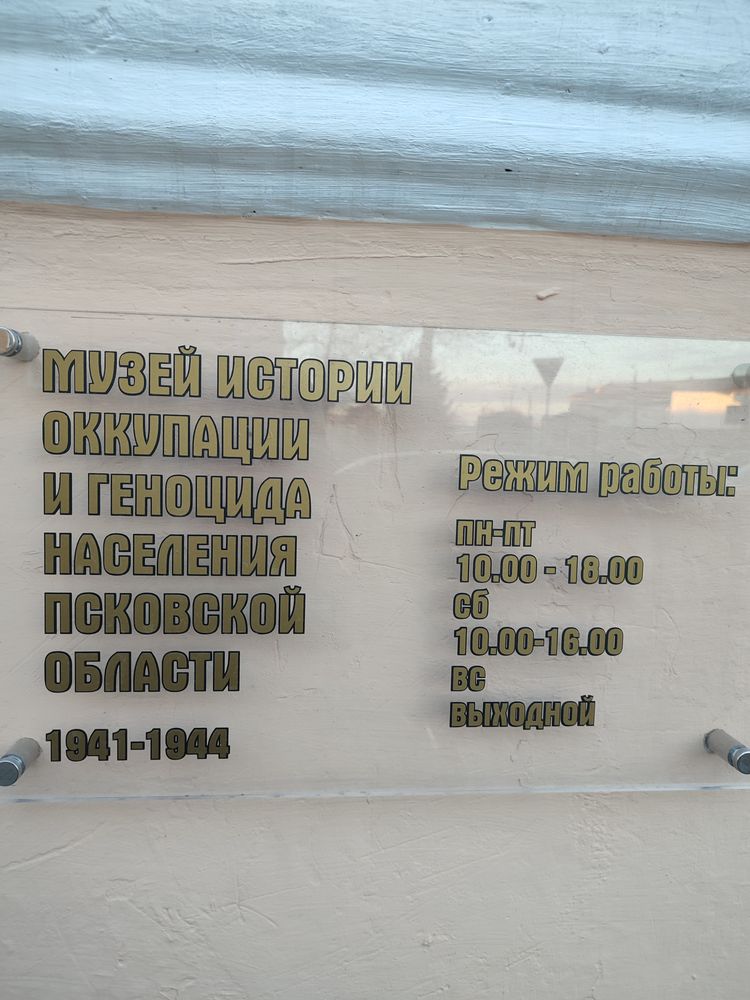 МУЗЕЙ ИСТОРИИ
ОККУПАЦИИ
И ГЕНОЦИДА
НАСЕЛЕНИЯ
ПСКОВСКОЙ
ОБЛАСТИ
1941-1944
Режим работы:
пн-пт
10.00 - 18.00
сб
10.00-16.00
вс
выходной